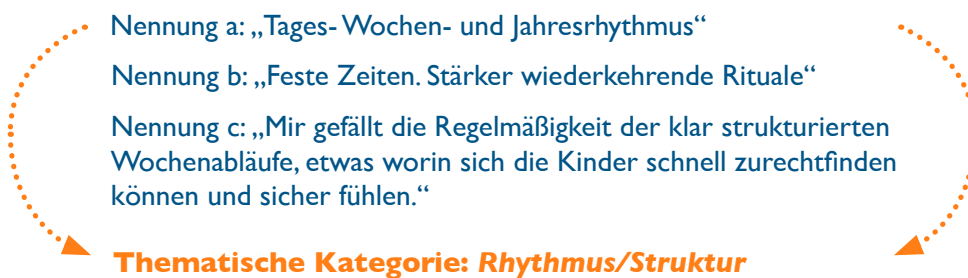 Nennung a: „Tages- Wochen- und Jahresrhythmus“
Nennung b: „Feste Zeiten. Stärker wiederkehrende Rituale“
Nennung c: „Mir gefällt die Regelmäßigkeit der klar strukturierten
Wochenabläufe, etwas worin sich die Kinder schnell zurechtfinden
können und sicher fühlen.“
Thematische Kategorie: Rhythmus/Struktur